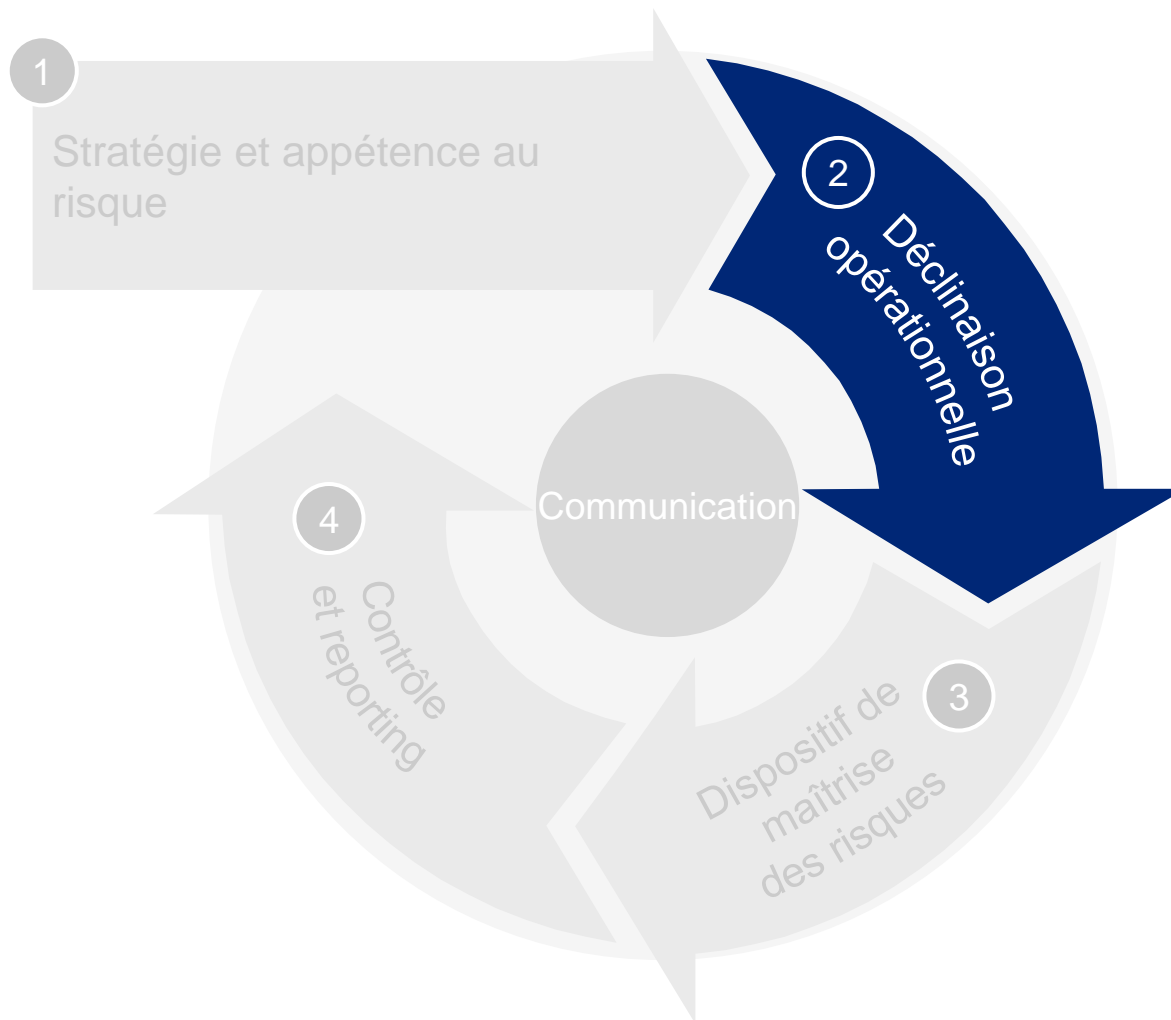 1
Stratégie et appétence au
risque
2
Déclinaison
opérationnelle
Communication
3
Dispositif de
maîtrise
des risques
4
Contrôle
et reporting